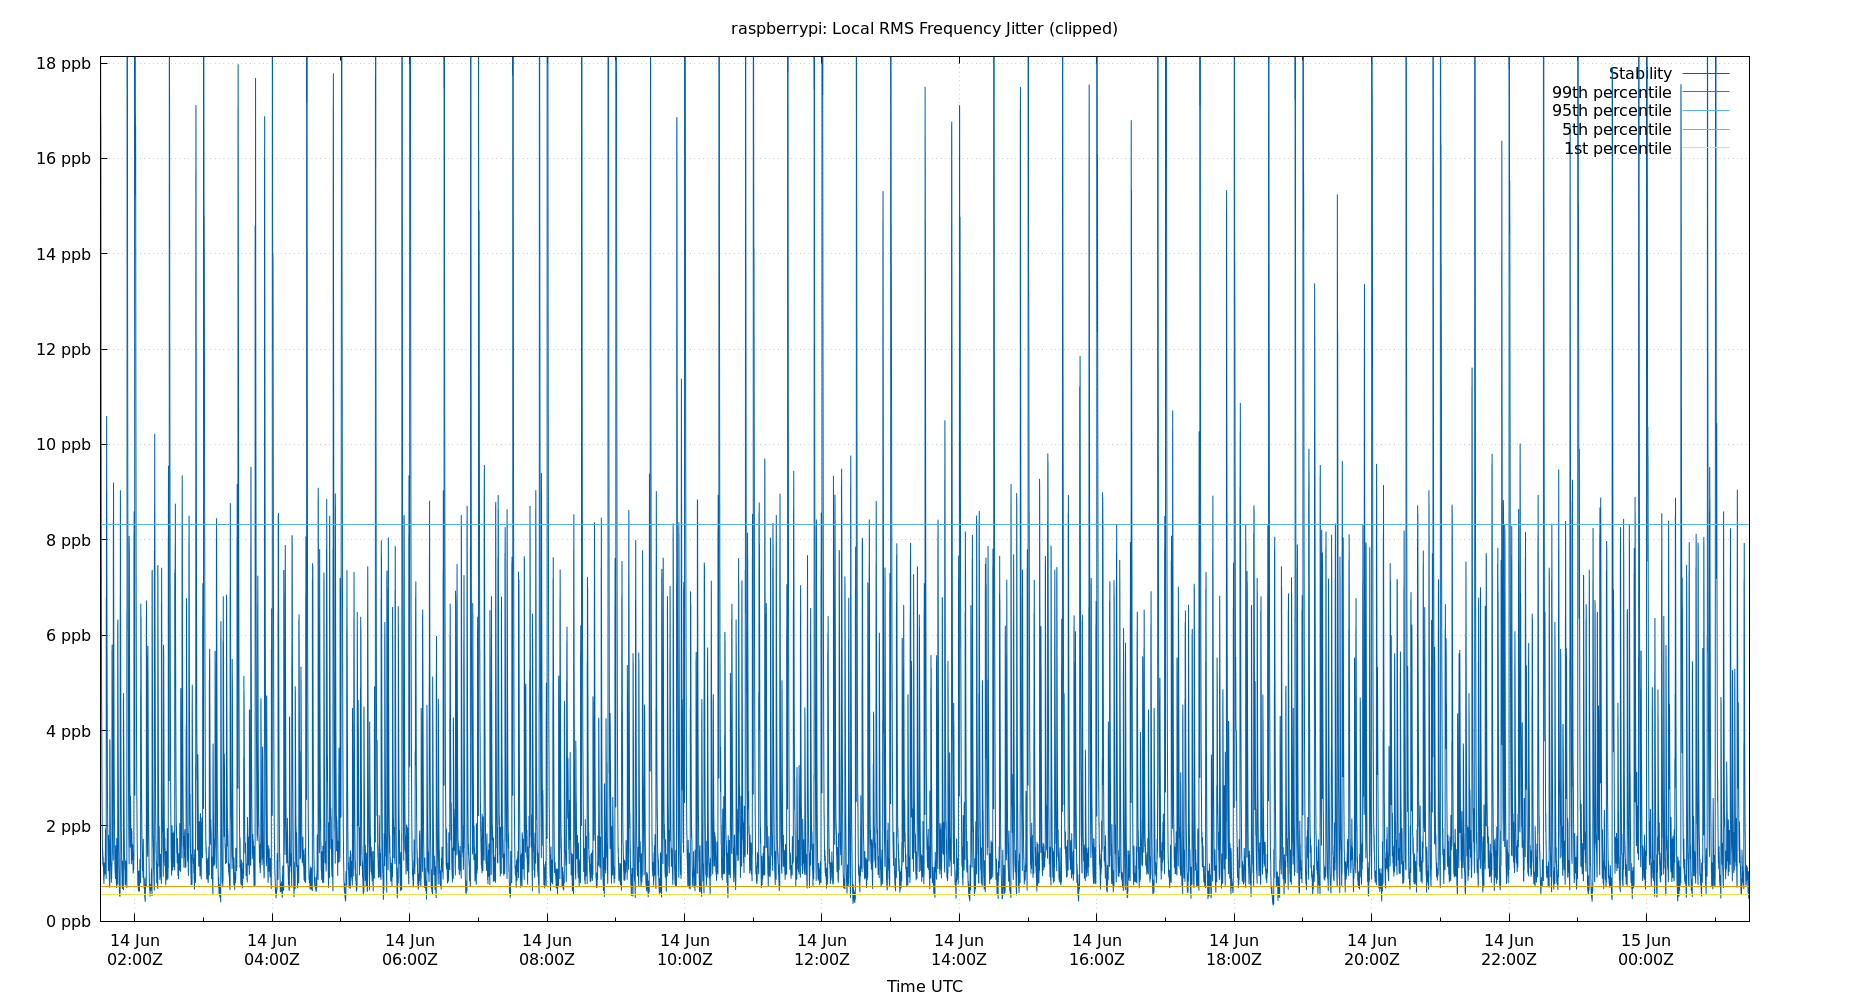 raspberrypi: Local RMS Frequency Jitter (clipped)
18 ppb
16 ppb
14 ppb
12 ppb
10 ppb
8 ppb
6 ppb
4 ppb
2 ppb
0 ppb
Stability
99th percentile
95th percentile
5th percentile
1st percentile
14 Jun 14 Jun 14 Jun 14 Jun 14 Jun 14 Jun 14 Jun 14 Jun 14 Jun 14 Jun 14 Jun 15 Jun
02:00Z 04:00Z 06:00Z 08:00Z 10:00Z 12:00Z 14:00Z 16:00Z 18:00Z 20:00Z 22:00Z 00:00Z
Time UTC